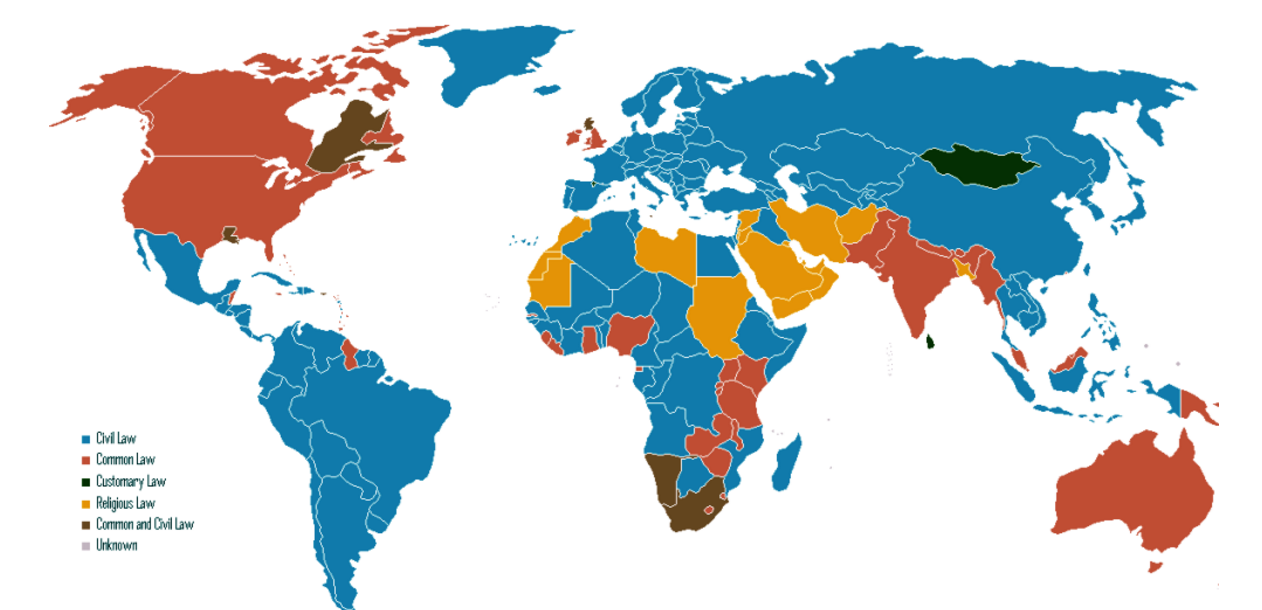 Civil Law
Common Law
Customary Law
Religious Law
Common and Civil Law
Unknown